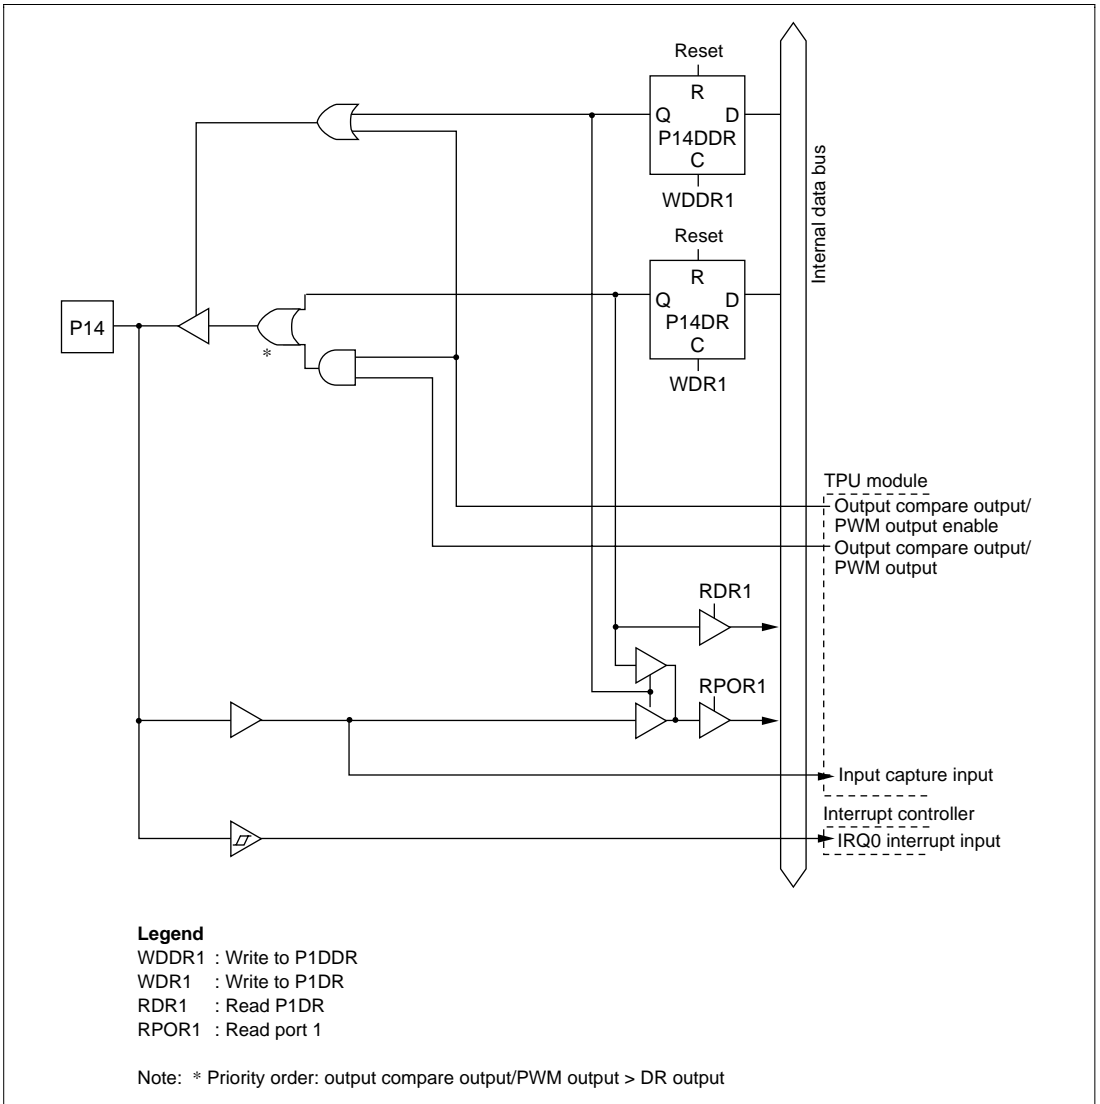 Reset
R
Q D
P14DDR
C
WDDR1
Internal data bus
Reset
R
Q D
P14DR
C
WDR1
P14
*
TPU module
Output compare output/
PWM output enable
Output compare output/
PWM output
RDR1
RPOR1
Input capture input
Interrupt controller
IRQ0 interrupt input
Legend
WDDR1 : Write to P1DDR
WDR1 : Write to P1DR
RDR1 : Read P1DR
RPOR1 : Read port 1
Note: * Priority order: output compare output/PWM output > DR output